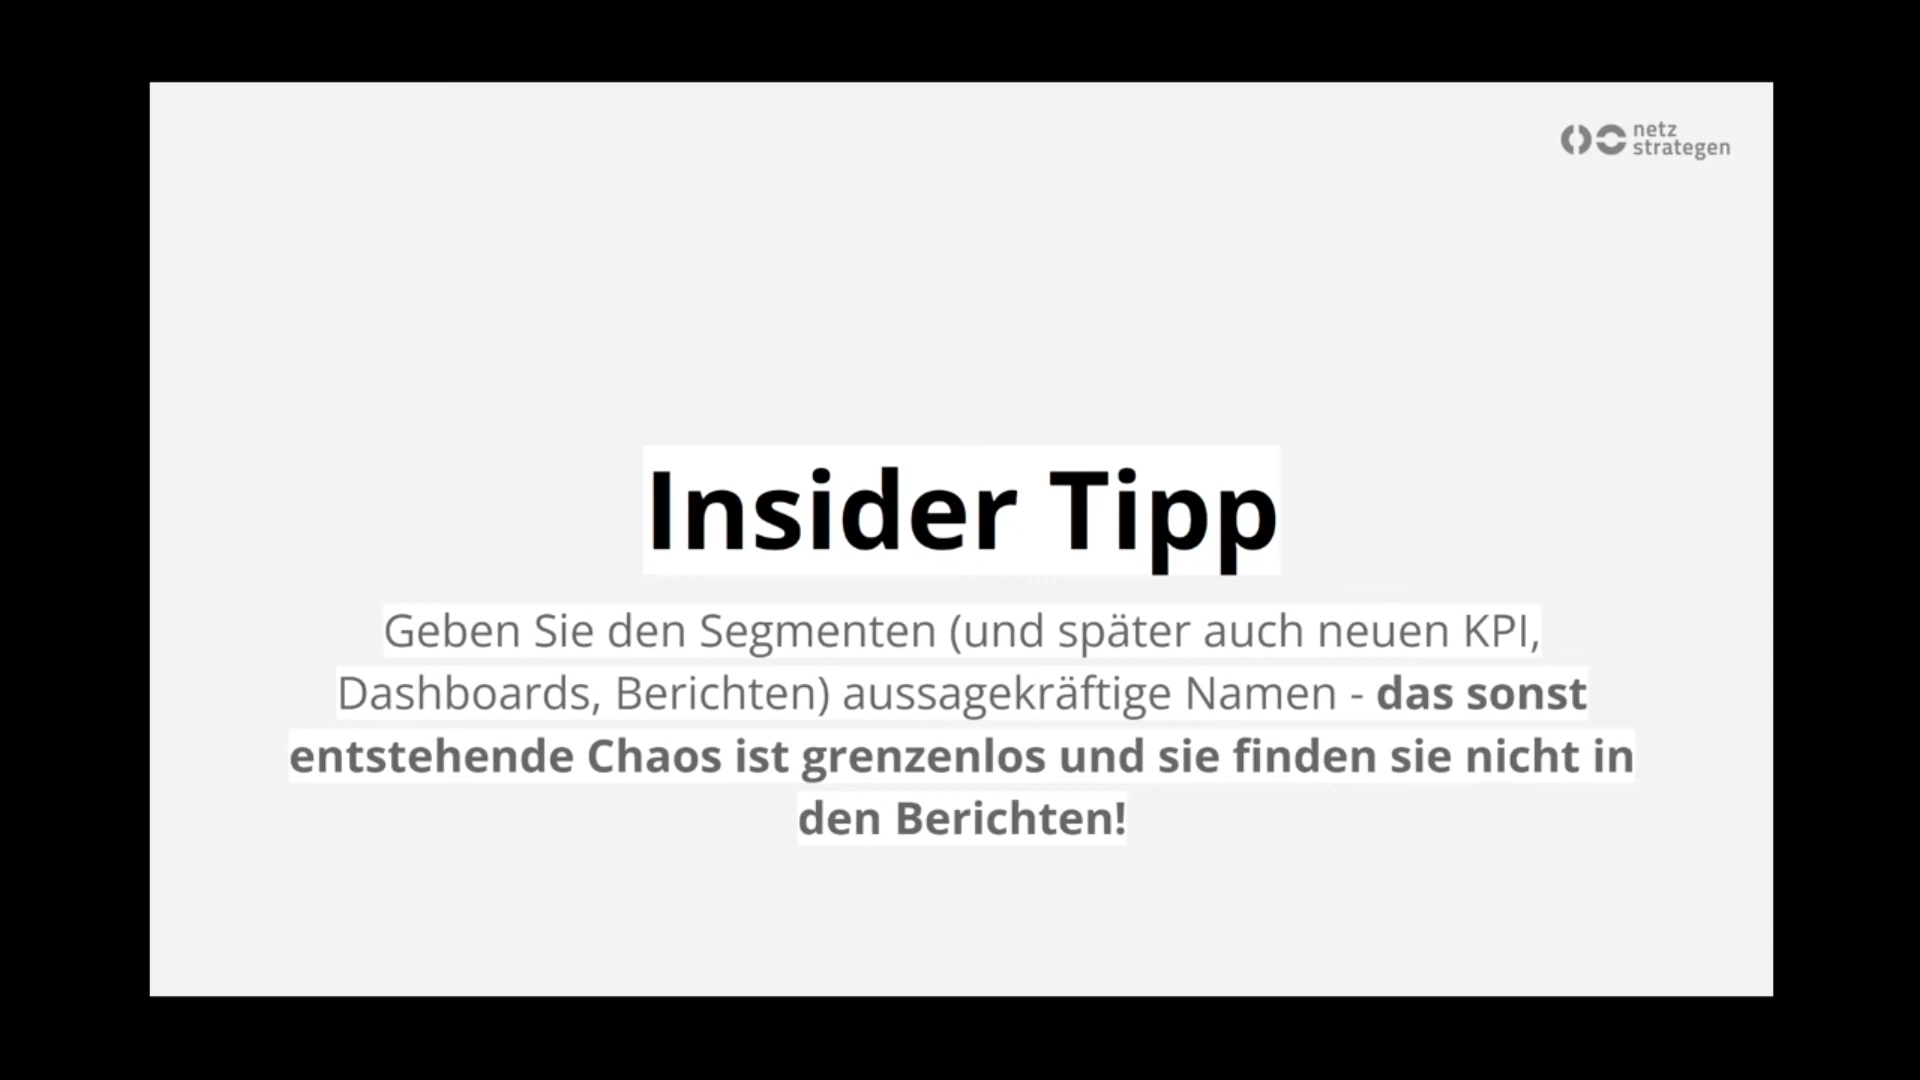 netz
strategen
Insider Tipp
Geben Sie den Segmenten (und später auch neuen KPI,
Dashboards, Berichten) aussagekräftige Namen - das sonst
entstehende Chaos ist grenzenlos und sie finden sie nicht in
den Berichten!